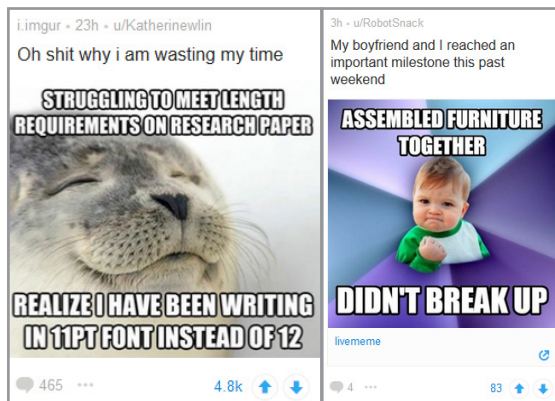 i.imgur • 23h • u/Katherinewlin
Oh shit why i am wasting my time
STRUGGLING TO MEET LENGTH
REQUIREMENTS ON RESEARCH PAPER
REALIZE I HAVE BEEN WRITING
IN 11PT FONT INSTEAD OF 12
465
4.8k
3h • u/RobotSnack
My boyfriend and I reached an
important milestone this past
weekend
ASSEMBLED FURNITURE
TOGETHER
DIDN'T BREAK UP
livememe
4
83